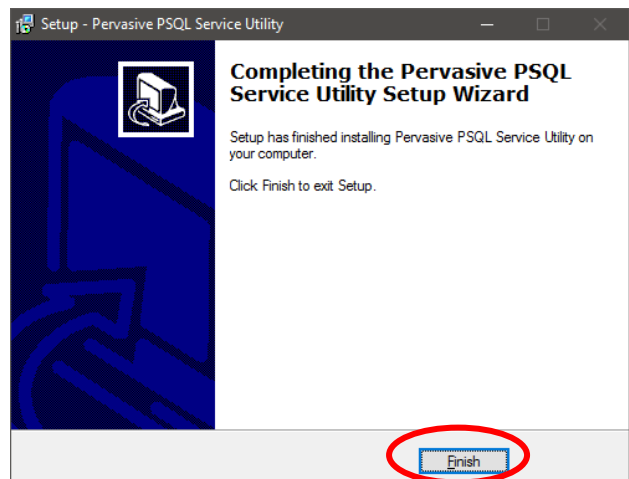 Setup - Pervasive PSQL Service Utility
Completing the Pervasive PSQL
Service Utility Setup Wizard
Setup has finished installing Pervasive PSQL Service Utility on
your computer.
Click Finish to exit Setup.
Finish